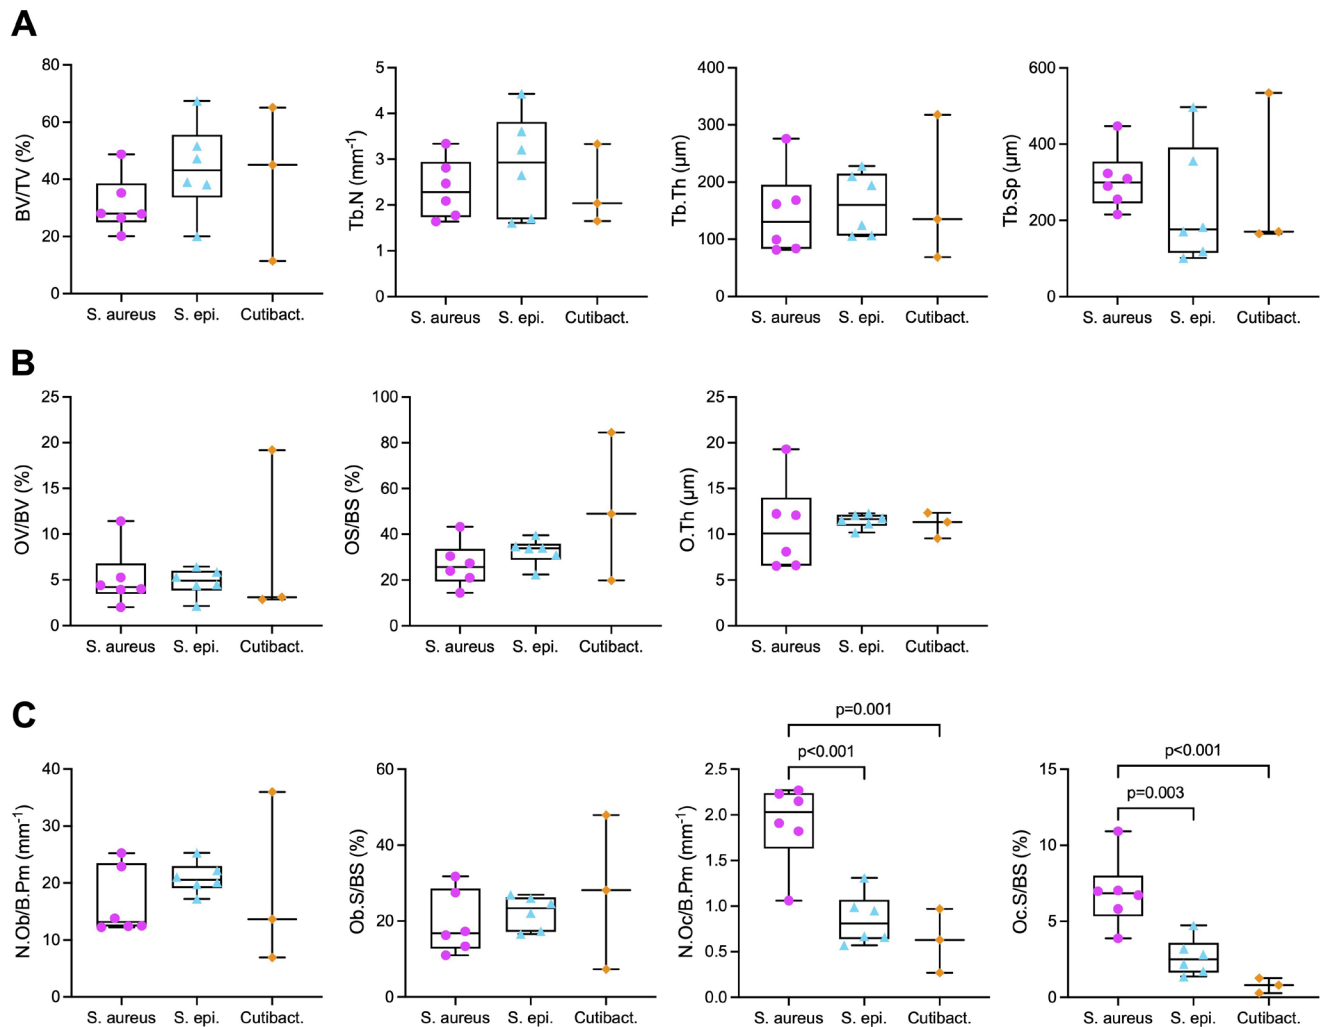 A
BV/TV (%)
80
60
40
20
0
S. aureus S. epi. Cutibact.
Tb.N (mm-1)
5
4
3
2
1
0
S. aureus S. epi. Cutibact.
Tb.Th (μm)
400
300
200
100
0
S. aureus S. epi. Cutibact.
Tb.Sp (μm)
600
400
200
0
S. aureus S. epi. Cutibact.
B
OV/BV (%)
25
20
15
10
5
0
S. aureus S. epi. Cutibact.
OS/BS (%)
100
80
60
40
20
0
S. aureus S. epi. Cutibact.
O.Th (μm)
25
20
15
10
5
0
S. aureus S. epi. Cutibact.
C
N.Ob/B.Pm (mm-1)
40
30
20
10
0
S. aureus S. epi. Cutibact.
Ob.S/BS (%)
60
40
20
0
S. aureus S. epi. Cutibact.
p=0.001
p<0.001
N.Oc/B.Pm (mm-1)
2.5
2.0
1.5
1.0
0.5
0.0
S. aureus S. epi. Cutibact.
p<0.001
p=0.003
Oc.S/BS (%)
15
10
5
0
S. aureus S. epi. Cutibact.